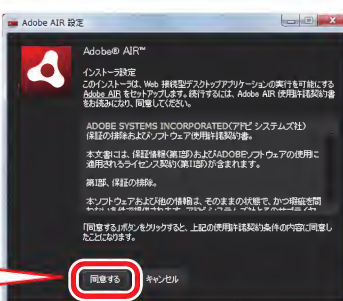 Adobe AIR 設定
Adobe® AIR™
インストーラ設定
このインストーラは、Web 接続型デスクトップアプリケーションの実行を可能にする
Adobe AIR をセットアップします。続行するには、Adobe AIR 使用許諾契約書
をお読みになり、同意してください。
ADOBE SYSTEMS INCORPORATED(アドビ システムズ社)
保証の排除およびソフトウェア使用許諾契約書。
本文書には、保証情報(第I部)およびADOBEソフトウェアの使用に
適用されるライセンス契約(第II部)が含まれます。
第I部、保証の排除。
本ソフトウェアおよび他の情報は、そのままの状態で、かつ瑕疵を問
「同意する」ボタンをクリックすると、上記の使用許諾契約条件の内容に同意し
たことになります。
同意する
キャンセル